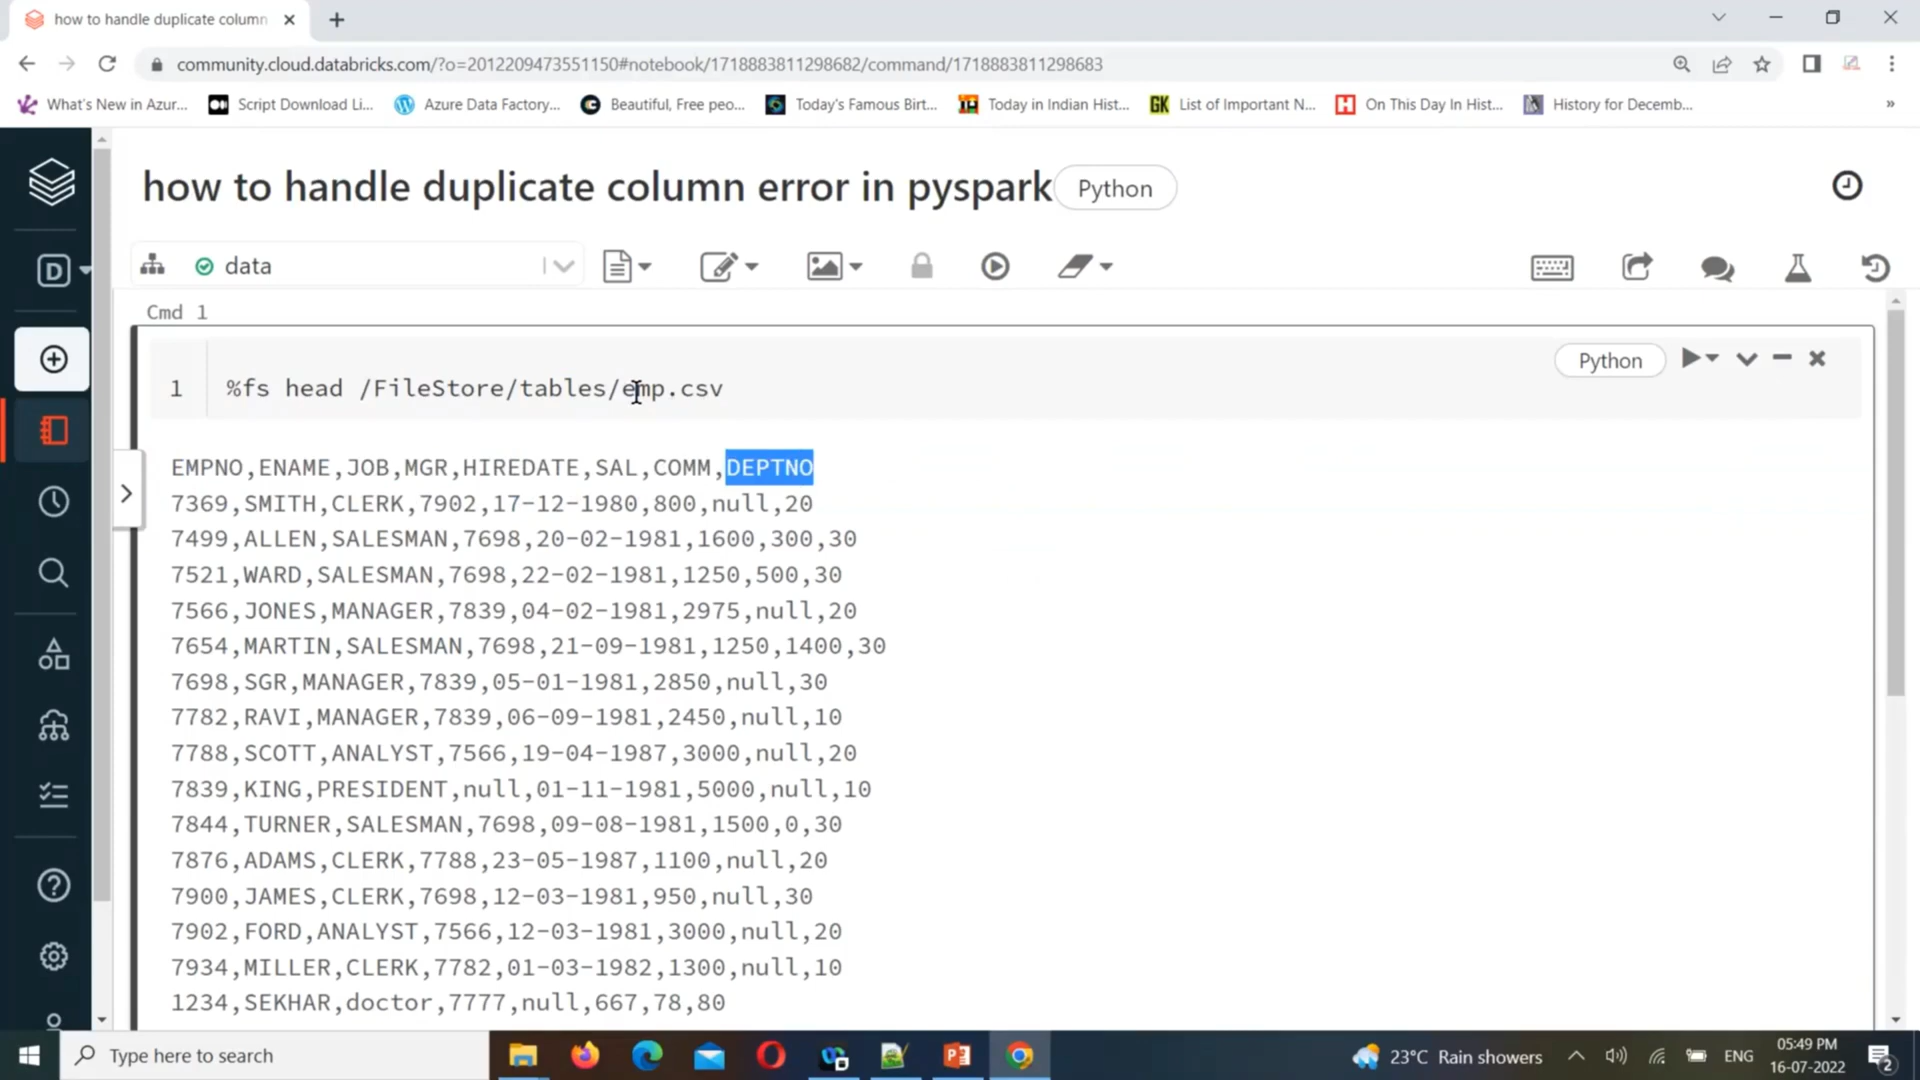 how to handle duplicate column
community.cloud.databricks.com/?o=2012209473551150#notebook/1718883811298682/command/1718883811298683
What's New in Azur...
Script Download Li...
Azure Data Factory...
Beautiful, Free peo...
Today's Famous Birt...
Today in Indian Hist...
GK
List of Important N...
On This Day In Hist...
History for Decemb...
»
how to handle duplicate column error in pyspark
Python
D
data
Cmd 1
Python
1
%fs head /FileStore/tables/emp.csv
EMPNO,ENAME,JOB,MGR,HIREDATE,SAL,COMM,DEPTNO
7369,SMITH,CLERK,7902,17-12-1980,800,null,20
7499,ALLEN,SALESMAN,7698,20-02-1981,1600,300,30
7521,WARD,SALESMAN,7698,22-02-1981,1250,500,30
7566,JONES,MANAGER,7839,04-02-1981,2975,null,20
7654,MARTIN,SALESMAN,7698,21-09-1981,1250,1400,30
7698,SGR,MANAGER,7839,05-01-1981,2850,null,30
7782,RAVI,MANAGER,7839,06-09-1981,2450,null,10
7788,SCOTT,ANALYST,7566,19-04-1987,3000,null,20
7839,KING,PRESIDENT,null,01-11-1981,5000,null,10
7844,TURNER,SALESMAN,7698,09-08-1981,1500,0,30
7876,ADAMS,CLERK,7788,23-05-1987,1100,null,20
7900,JAMES,CLERK,7698,12-03-1981,950,null,30
7902,FORD,ANALYST,7566,12-03-1981,3000,null,20
7934,MILLER,CLERK,7782,01-03-1982,1300,null,10
1234,SEKHAR,doctor,7777,null,667,78,80
Type here to search
23°C Rain showers
ENG
05:49 PM
16-07-2022
2